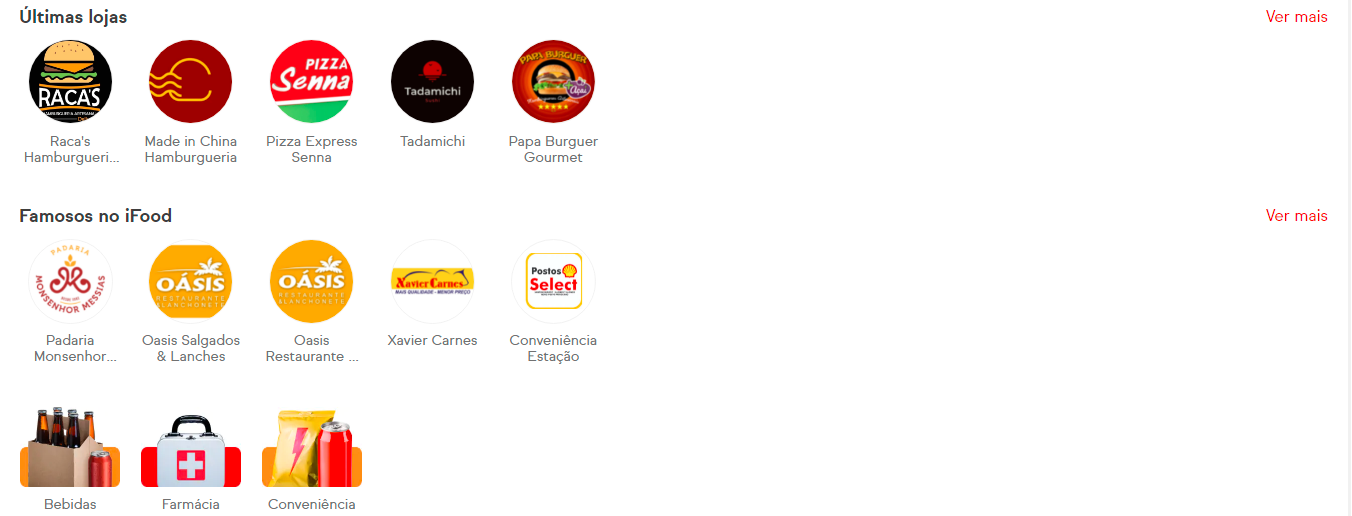 Últimas lojas
Ver mais
RACA'S
PIZZA
Senna
Tadamichi
PAPA BURGUER
Açaí
Raca's
Hamburgueri...
Made in China
Hamburgueria
Pizza Express
Senna
Tadamichi
Papa Burguer
Gourmet
Famosos no iFood
Ver mais
PADARIA
MONSENHOR MESSIAS
OÁSIS
RESTAURANTE
& LANCHONETE
OÁSIS
RESTAURANTE
& LANCHONETE
Xavier Carnes
MAIS QUALIDADE - MENOR PREÇO
Postos
Select
Padaria
Monsenhor...
Oasis Salgados
& Lanches
Oasis
Restaurante ...
Xavier Carnes
Conveniência
Estação
Bebidas
Farmácia
Conveniência